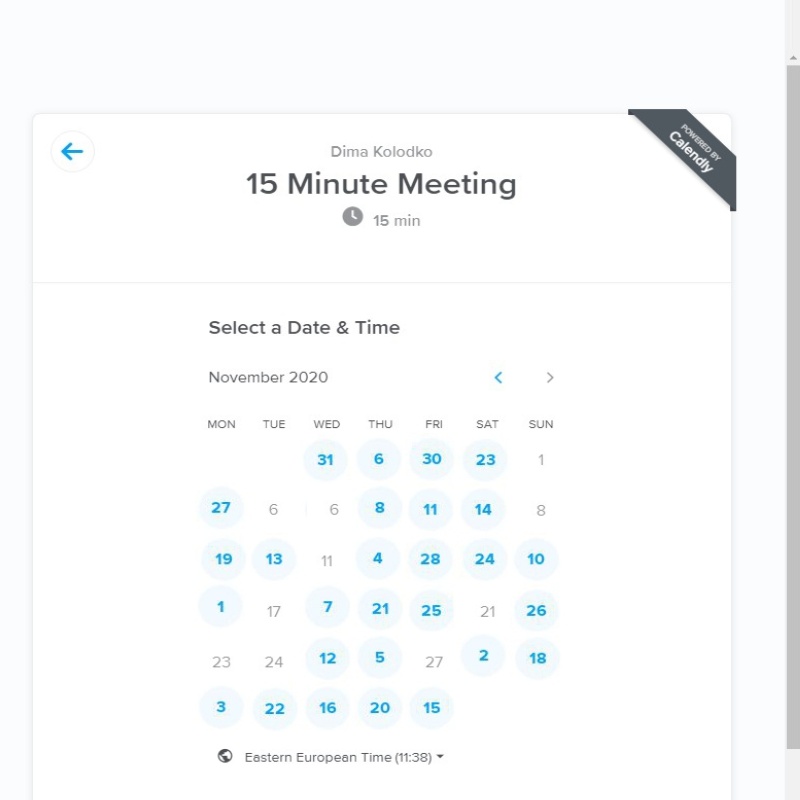 POWERED BY
Calendly
Dima Kolodko
15 Minute Meeting
15 min
Select a Date & Time
November 2020
MON TUE WED THU FRI SAT SUN
31 6 30 23 1
27 6 6 8 11 14 8
19 13 11 4 28 24 10
1 17 7 21 25 21 26
23 24 12 5 27 2 18
3 22 16 20 15
Eastern European Time (11:38)